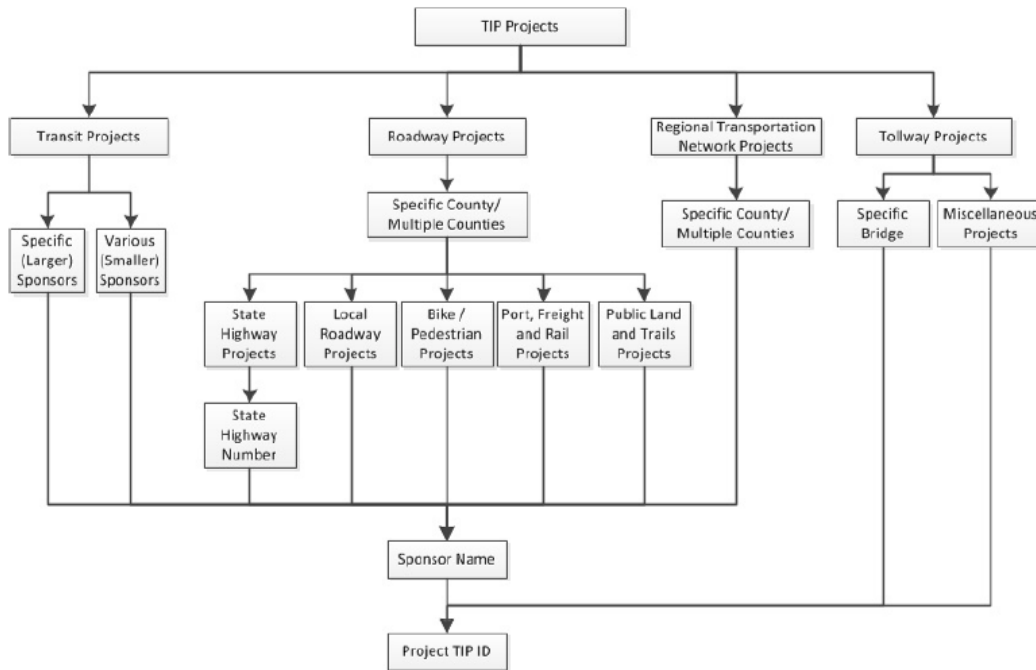 TIP Projects
Transit Projects
Roadway Projects
Regional Transportation
Network Projects
Tollway Projects
Specific County/
Multiple Counties
Specific
(Larger)
Sponsors
Various
(Smaller)
Sponsors
Specific County/
Multiple Counties
Specific
Bridge
Miscellaneous
Projects
State
Highway
Projects
Local
Roadway
Projects
Bike /
Pedestrian
Projects
Port, Freight
and Rail
Projects
Public Land
and Trails
Projects
State
Highway
Number
Sponsor Name
Project TIP ID